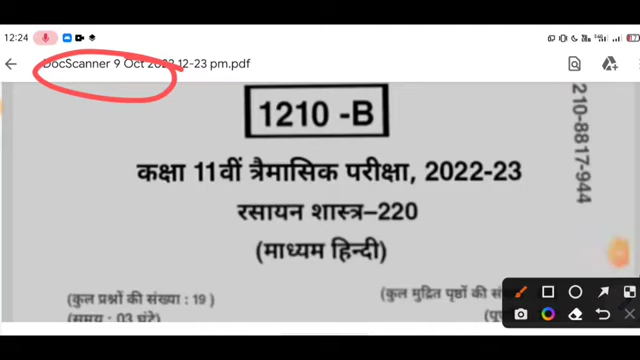 12:24
DocScanner 9 Oct 2022 12-23 pm.pdf
1210 -B
210-8817-944
कक्षा 11वीं त्रैमासिक परीक्षा, 2022-23
रसायन शास्त्र–220
(माध्यम हिन्दी)
(कुल प्रश्नों की संख्या : 19 )
(कुल मुद्रित पृष्ठों की
(समय : 03 घंटे)